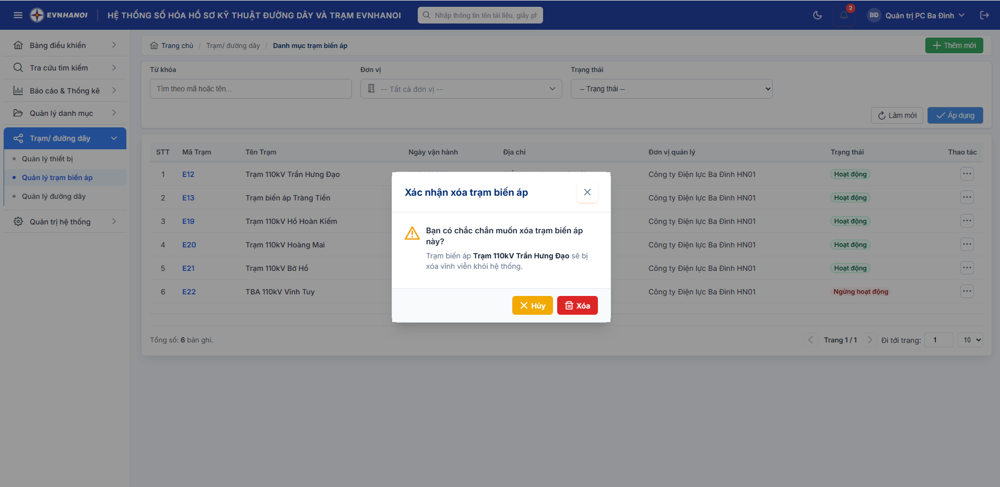 EVNHANOI
HỆ THỐNG SỐ HÓA HỒ SƠ KỸ THUẬT ĐƯỜNG DÂY VÀ TRẠM EVNHANOI
Nhập thông tin tên tài liệu, giấy ph
2
BĐ Quản trị PC Ba Đình
Bảng điều khiển
Tra cứu tìm kiếm
Báo cáo & Thống kê
Quản lý danh mục
Trạm/ đường dây
Quản lý thiết bị
Quản lý trạm biến áp
Quản lý đường dây
Quản trị hệ thống
Trang chủ / Trạm/ đường dây / Danh mục trạm biến áp
Thêm mới
Từ khóa Đơn vị Trạng thái
Tìm theo mã hoặc tên... -- Tất cả đơn vị -- -- Trạng thái --
Làm mới Áp dụng
STT Mã Trạm Tên Trạm Ngày vận hành Địa chỉ Đơn vị quản lý Trạng thái Thao tác
1 E12 Trạm 110kV Trần Hưng Đạo Công ty Điện lực Ba Đình HN01 Hoạt động
2 E13 Trạm biến áp Tràng Tiền Công ty Điện lực Ba Đình HN01 Hoạt động
3 E19 Trạm 110kV Hồ Hoàn Kiếm Công ty Điện lực Ba Đình HN01 Hoạt động
4 E20 Trạm 110kV Hoàng Mai Công ty Điện lực Ba Đình HN01 Hoạt động
5 E21 Trạm 110kV Bờ Hồ Công ty Điện lực Ba Đình HN01 Hoạt động
6 E22 TBA 110kV Vĩnh Tuy Công ty Điện lực Ba Đình HN01 Ngừng hoạt động
Xác nhận xóa trạm biến áp
Bạn có chắc chắn muốn xóa trạm biến áp
này?
Trạm biến áp Trạm 110kV Trần Hưng Đạo sẽ bị
xóa vĩnh viễn khỏi hệ thống.
Hủy Xóa
Tổng số: 6 bản ghi.
Trang 1 / 1 Đi tới trang: 1 10